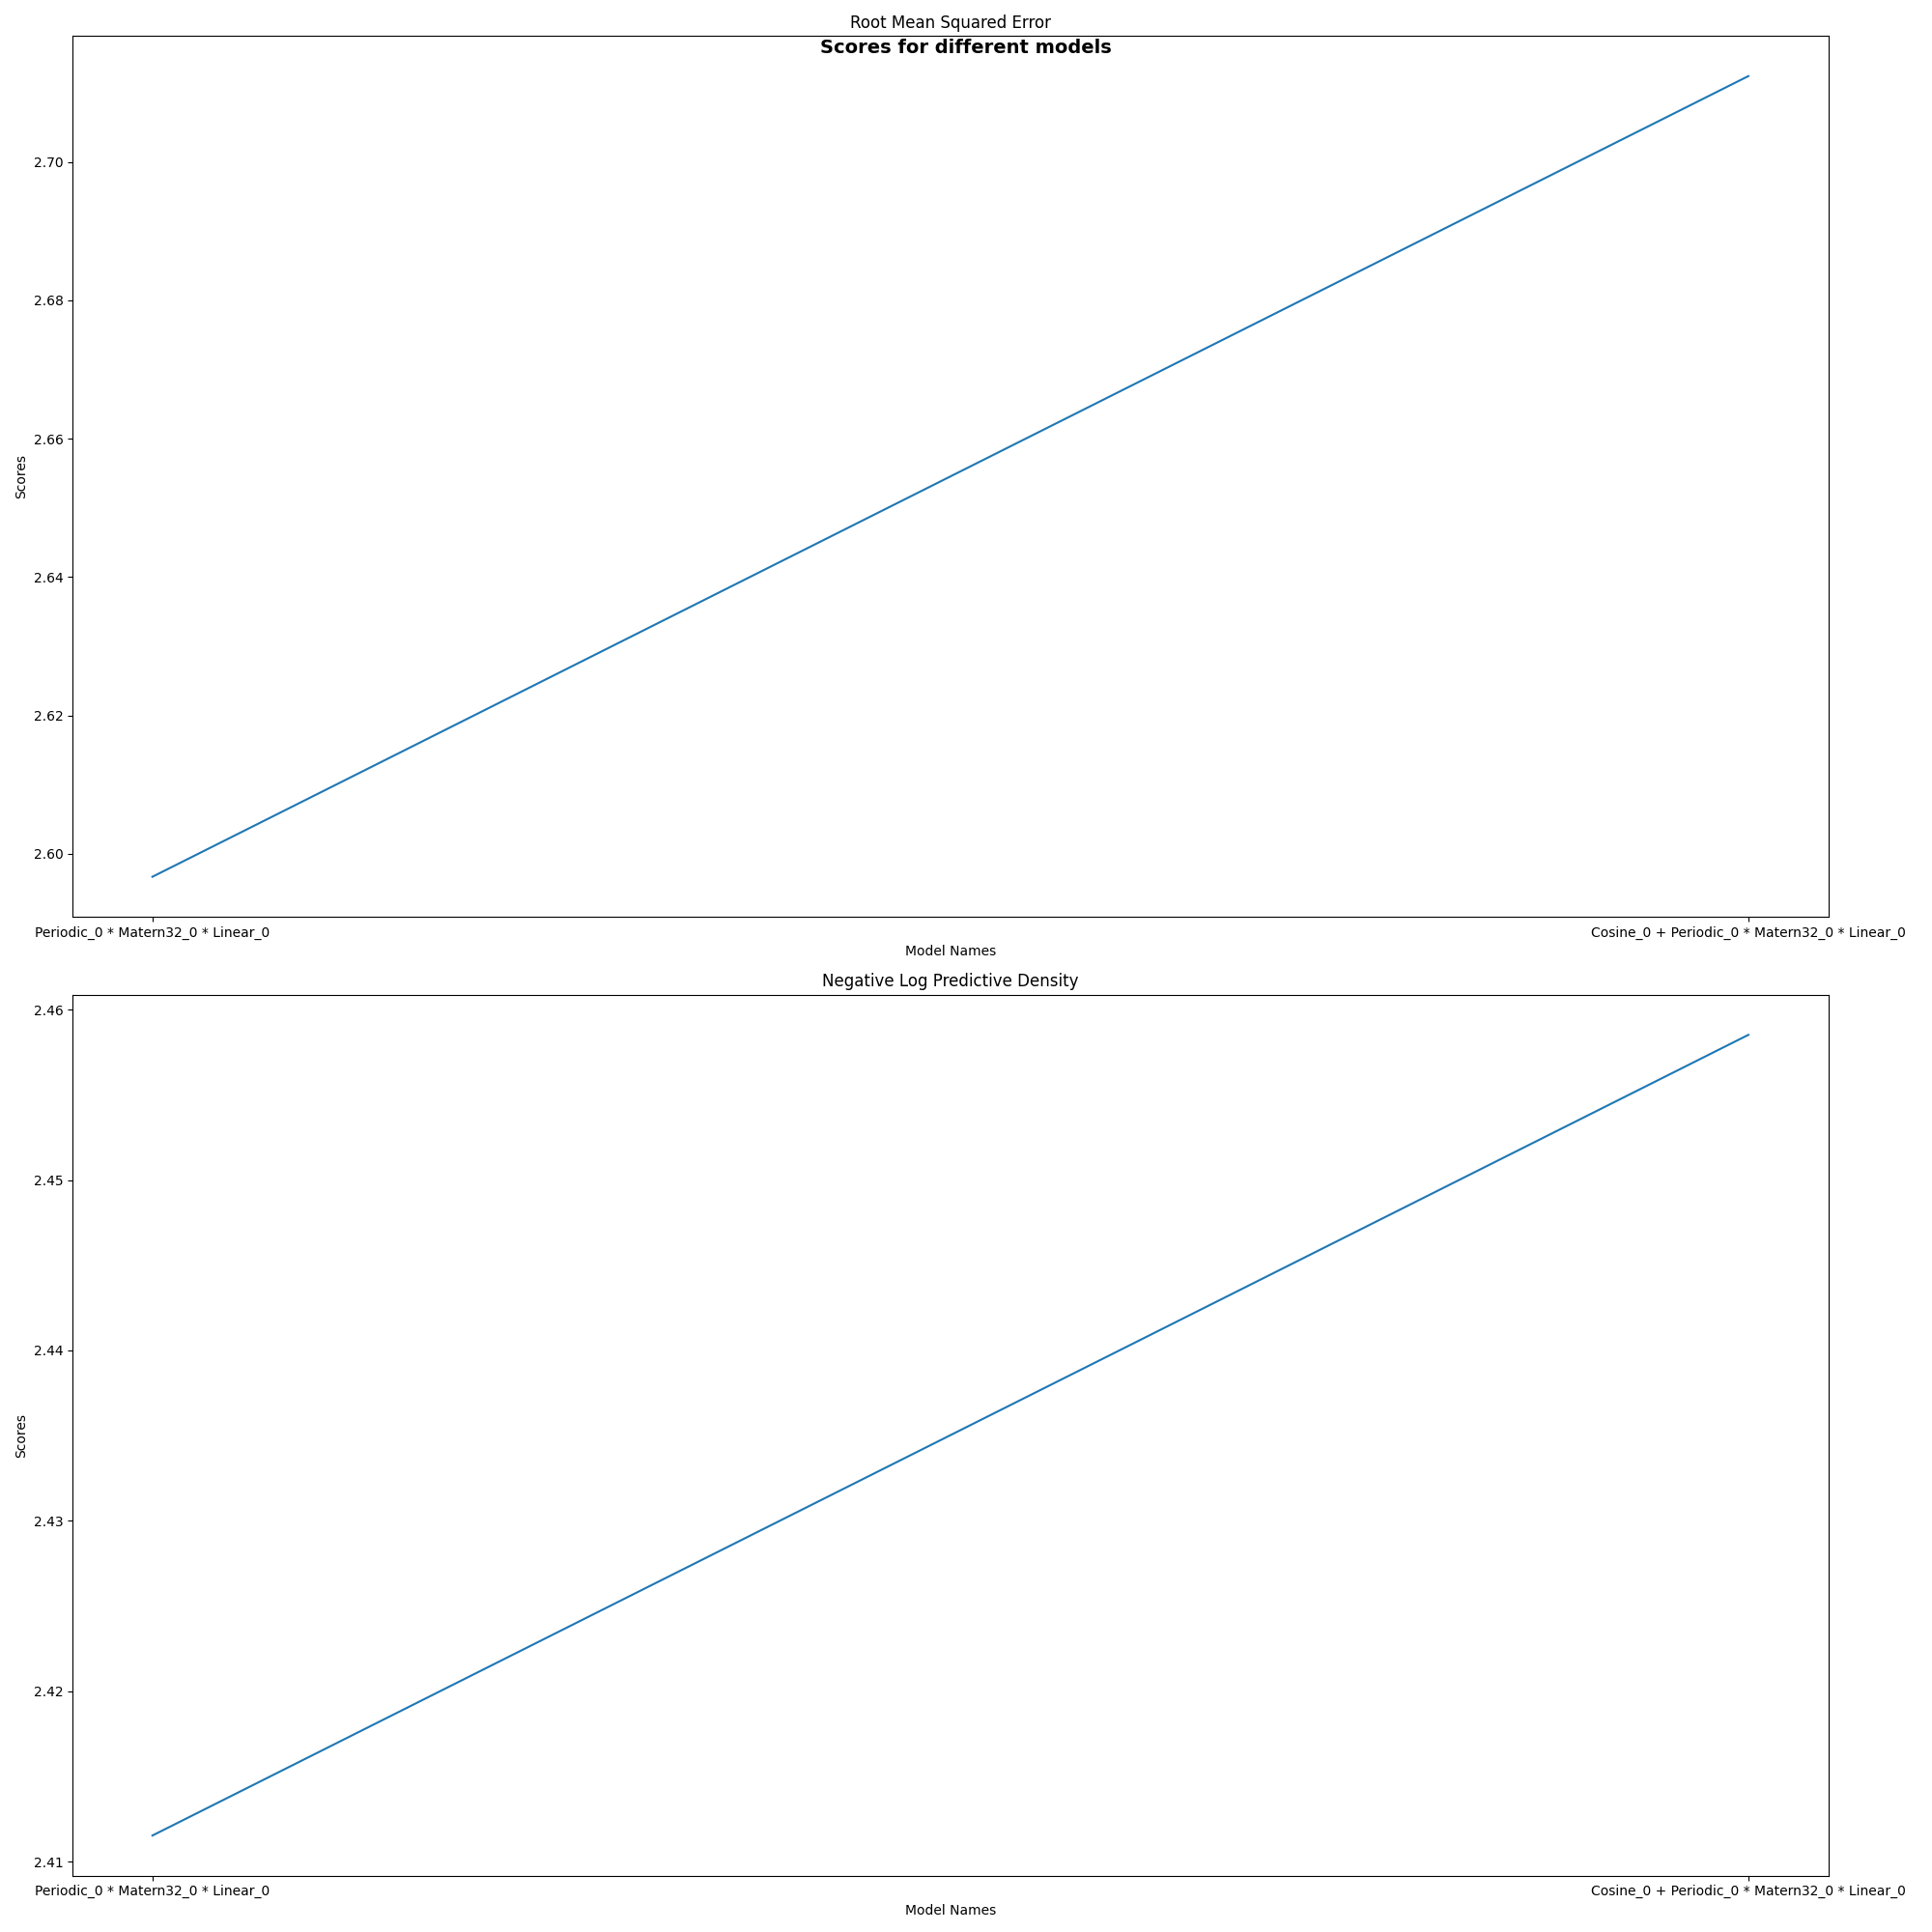 Root Mean Squared Error
Scores for different models
2.70
2.68
2.66
2.64
2.62
2.60
Scores
Periodic_0 * Matern32_0 * Linear_0
Cosine_0 + Periodic_0 * Matern32_0 * Linear_0
Model Names
Negative Log Predictive Density
2.46
2.45
2.44
2.43
2.42
2.41
Scores
Periodic_0 * Matern32_0 * Linear_0
Cosine_0 + Periodic_0 * Matern32_0 * Linear_0
Model Names